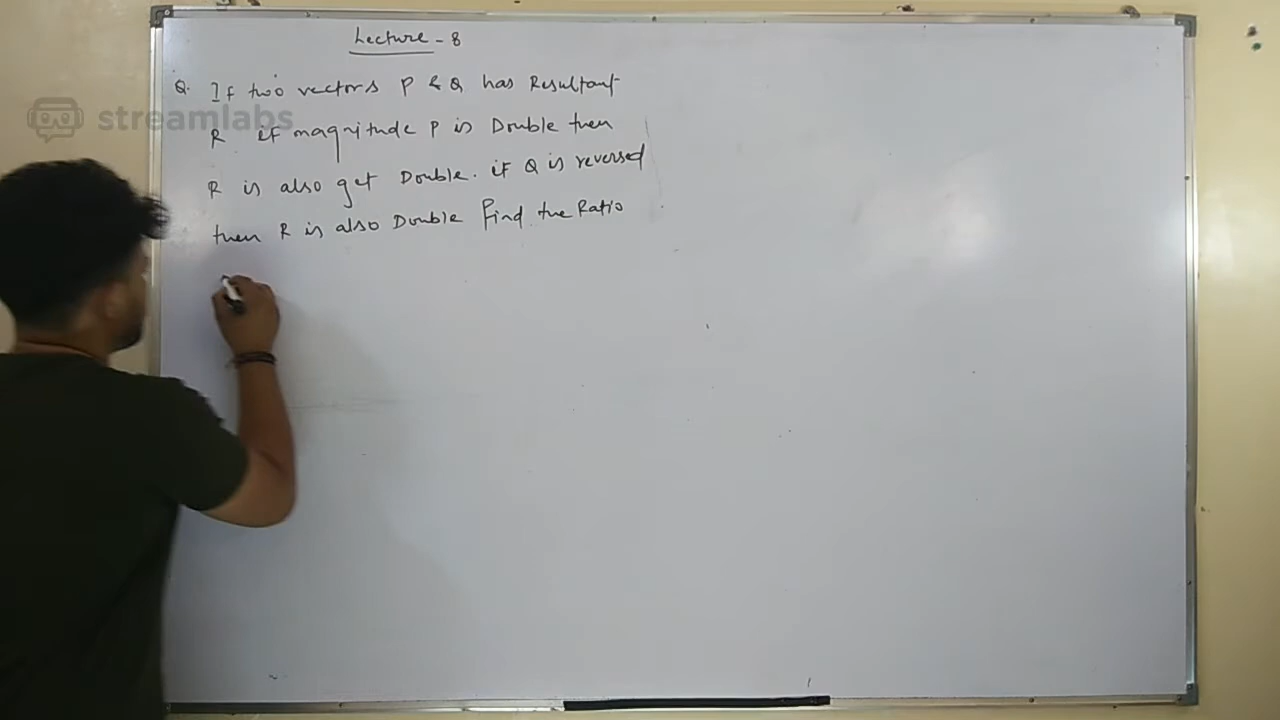 Lecture - 8
Q. If two vectors P & Q has Resultant
streamlabs
R if magnitude P is Double then
R is also get Double. if Q is reversed
then R is also Double Find the Ratio